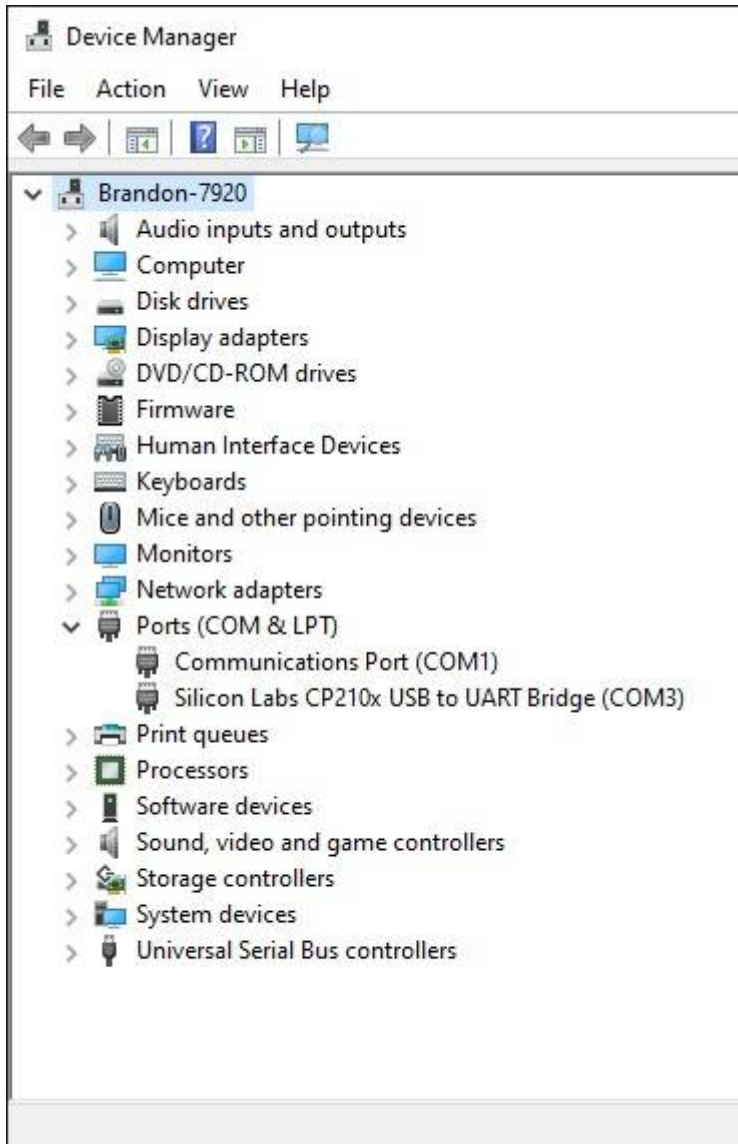 Device Manager
File Action View Help
Brandon-7920
Audio inputs and outputs
Computer
Disk drives
Display adapters
DVD/CD-ROM drives
Firmware
Human Interface Devices
Keyboards
Mice and other pointing devices
Monitors
Network adapters
Ports (COM & LPT)
Communications Port (COM1)
Silicon Labs CP210x USB to UART Bridge (COM3)
Print queues
Processors
Software devices
Sound, video and game controllers
Storage controllers
System devices
Universal Serial Bus controllers